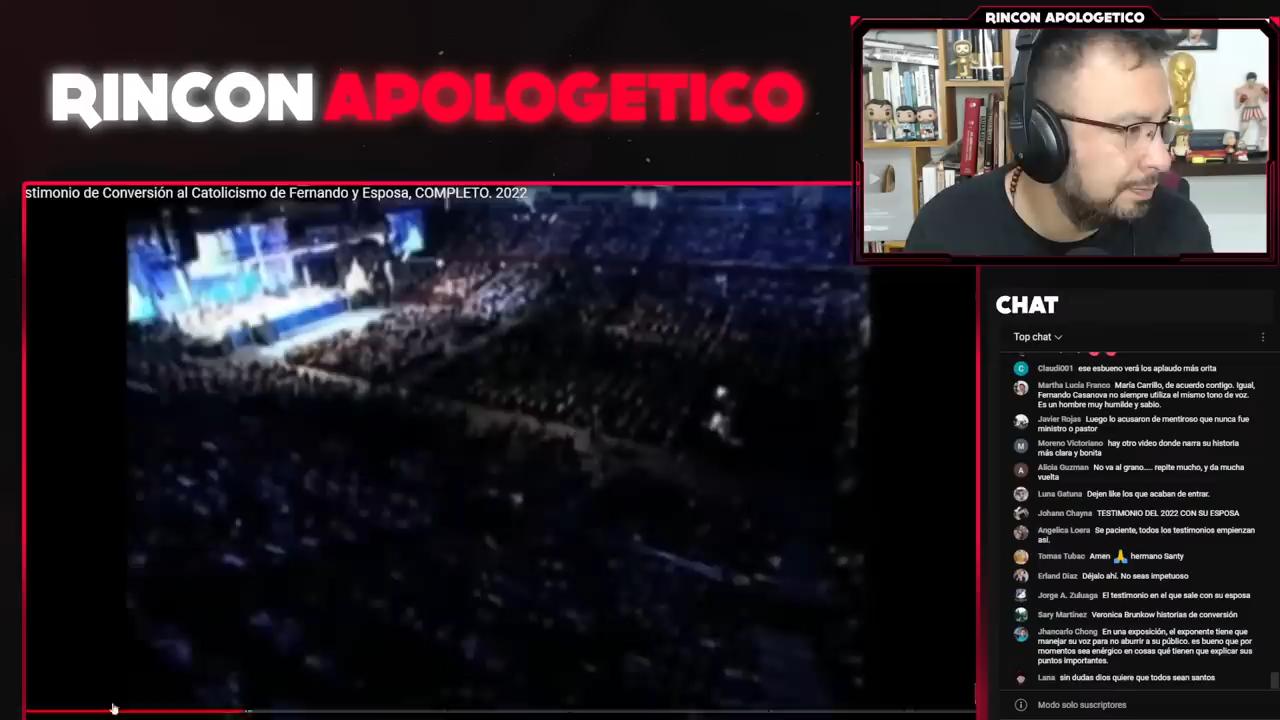 RINCON APOLOGETICO
RINCON APOLOGETICO
stimonio de Conversión al Catolicismo de Fernando y Esposa, COMPLETO. 2022
CHAT
Top chat
Claudi001 ese esbueno verá los aplaudo más orita
Martha Lucía Franco María Carrillo, de acuerdo contigo. Igual,
Fernando Casanova no siempre utiliza el mismo tono de voz.
Es un hombre muy humilde y sabio.
Javier Rojas Luego lo acusaron de mentiroso que nunca fue
ministro o pastor
M
Moreno Victoriano hay otro video donde narra su historia
más clara y bonita
A
Alicia Guzman No va al grano.... repite mucho, y da mucha
vuelta
Luna Gatuna Dejen like los que acaban de entrar.
Johann Chayna TESTIMONIO DEL 2022 CON SU ESPOSA
Angelica Loera Se paciente, todos los testimonios empienzan
así.
Tomas Tubac Amen 🙏 hermano Santy
Erland Diaz Déjalo ahí. No seas impetuoso
Jorge A. Zuluaga El testimonio en el que sale con su esposa
Sary Martínez Veronica Brunkow historias de conversión
Jhancarlo Chong En una exposición, el exponente tiene que
manejar su voz para no aburrir a su público. es bueno que por
momentos sea enérgico en cosas qué tienen que explicar sus
puntos importantes.
Lana sin dudas dios quiere que todos sean santos
Modo solo suscriptores